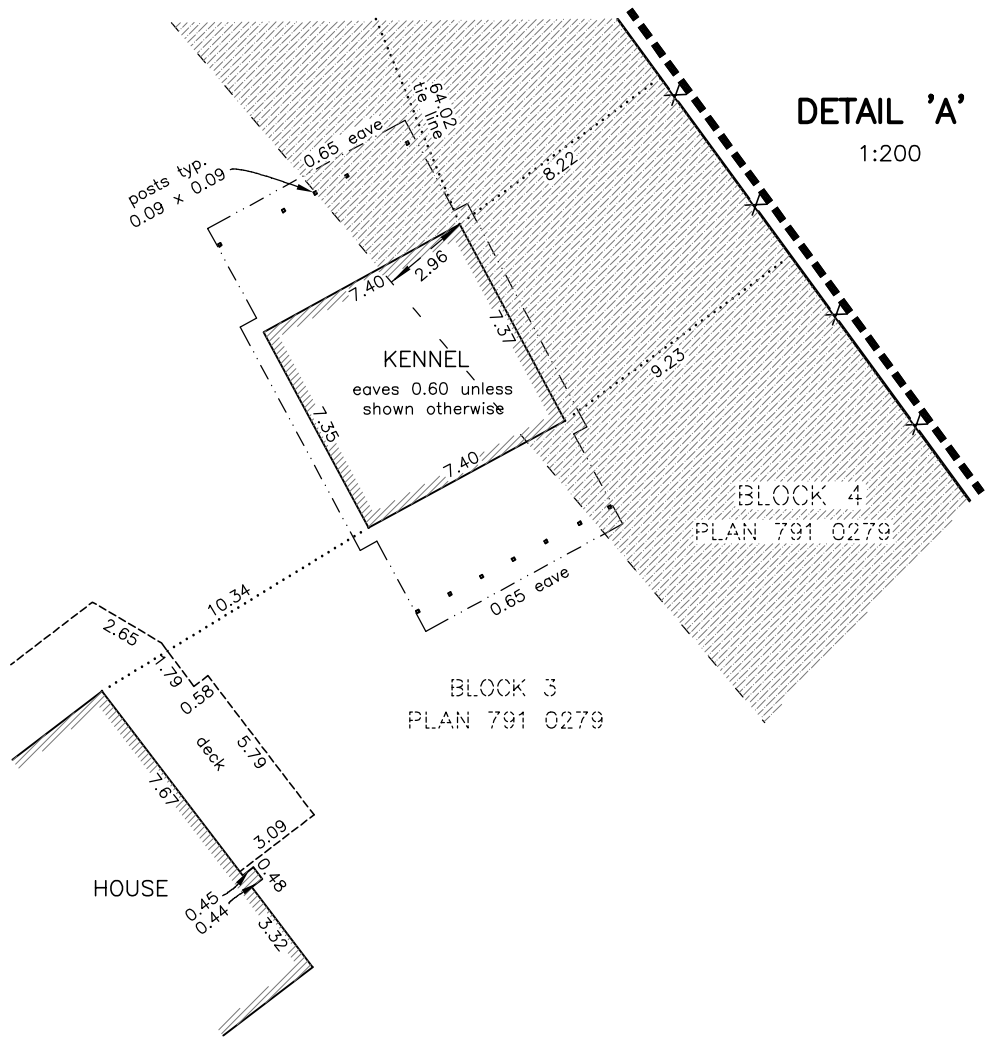 DETAIL 'A'
1:200
64.02
tie line
0.65 eave
posts typ.
0.09 x 0.09
8.22
2.96
7.40
7.37
KENNEL
eaves 0.60 unless
shown otherwise
9.23
7.35
7.40
BLOCK 4
PLAN 791 0279
0.65 eave
10.34
2.65
1.79
0.58
BLOCK 3
PLAN 791 0279
deck
5.79
7.67
3.09
0.48
HOUSE
0.45
0.44
3.32